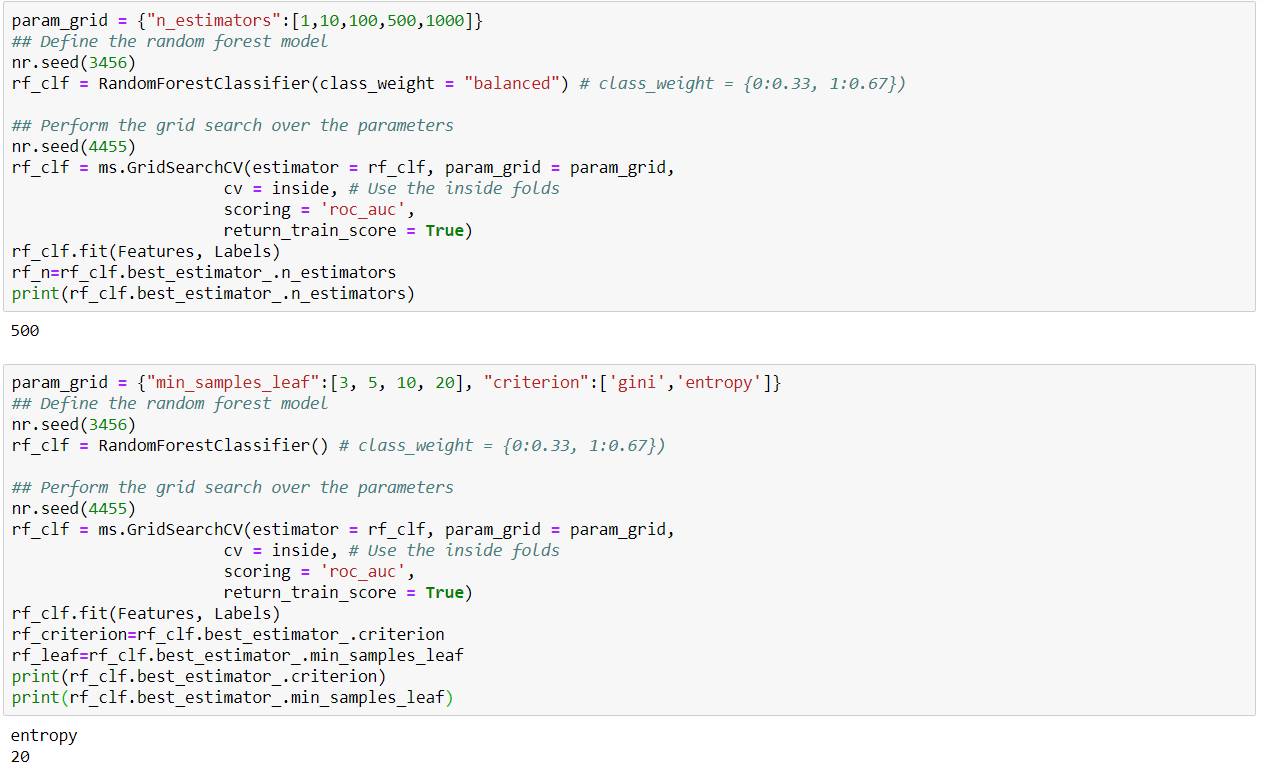 param_grid = {"n_estimators":[1,10,100,500,1000]}
## Define the random forest model
nr.seed(3456)
rf_clf = RandomForestClassifier(class_weight = "balanced") # class_weight = {0:0.33, 1:0.67})

## Perform the grid search over the parameters
nr.seed(4455)
rf_clf = ms.GridSearchCV(estimator = rf_clf, param_grid = param_grid,
                      cv = inside, # Use the inside folds
                      scoring = 'roc_auc',
                      return_train_score = True)
rf_clf.fit(Features, Labels)
rf_n=rf_clf.best_estimator_.n_estimators
print(rf_clf.best_estimator_.n_estimators)
500
param_grid = {"min_samples_leaf":[3, 5, 10, 20], "criterion":['gini','entropy']}
## Define the random forest model
nr.seed(3456)
rf_clf = RandomForestClassifier() # class_weight = {0:0.33, 1:0.67})

## Perform the grid search over the parameters
nr.seed(4455)
rf_clf = ms.GridSearchCV(estimator = rf_clf, param_grid = param_grid,
                      cv = inside, # Use the inside folds
                      scoring = 'roc_auc',
                      return_train_score = True)
rf_clf.fit(Features, Labels)
rf_criterion=rf_clf.best_estimator_.criterion
rf_leaf=rf_clf.best_estimator_.min_samples_leaf
print(rf_clf.best_estimator_.criterion)
print(rf_clf.best_estimator_.min_samples_leaf)
entropy
20